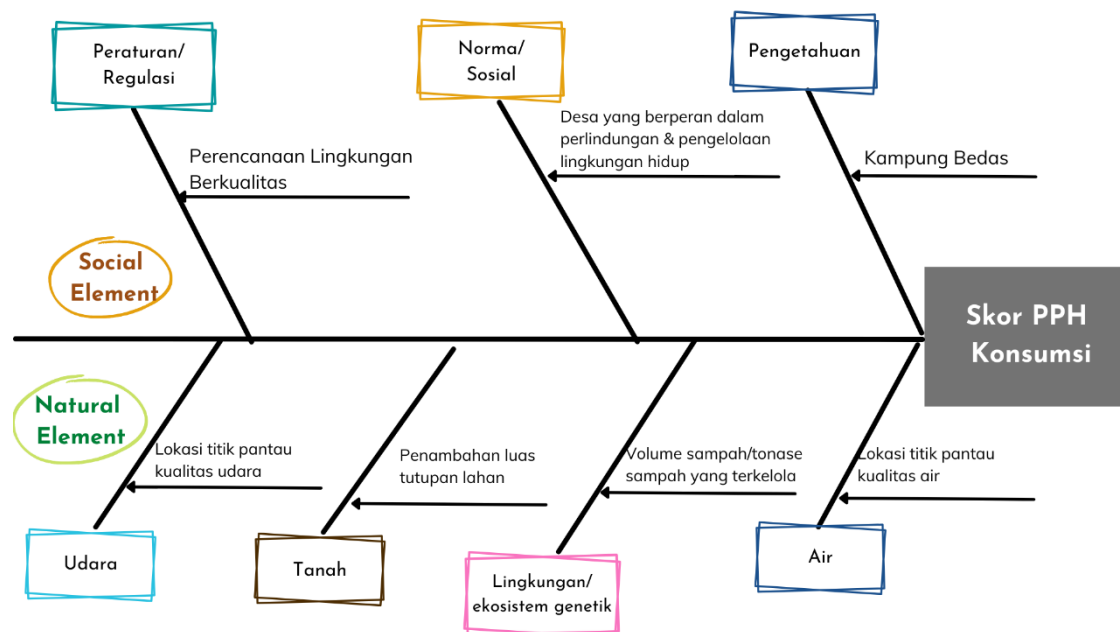 Peraturan/
Regulasi
Norma/
Sosial
Pengetahuan
Perencanaan Lingkungan
Berkualitas
Desa yang berperan dalam
perlindungan & pengelolaan
lingkungan hidup
Kampung Bedas
Social
Element
Skor PPH
Konsumsi
Natural
Element
Lokasi titik pantau
kualitas udara
Penambahan luas
tutupan lahan
Volume sampah/tonase
sampah yang terkelola
Lokasi titik pantau
kualitas air
Udara
Tanah
Lingkungan/
ekosistem genetik
Air